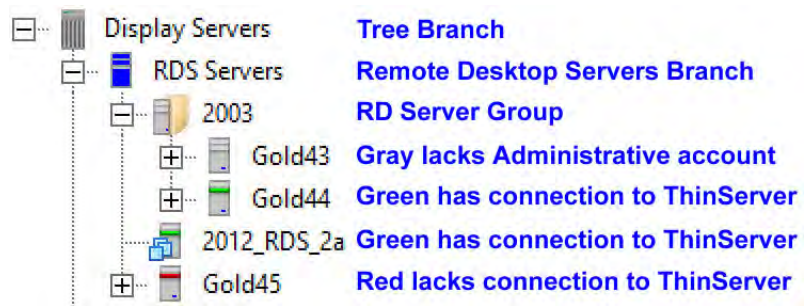 Display Servers Tree Branch
RDS Servers Remote Desktop Servers Branch
2003 RD Server Group
Gold43 Gray lacks Administrative account
Gold44 Green has connection to ThinServer
2012_RDS_2a Green has connection to ThinServer
Gold45 Red lacks connection to ThinServer